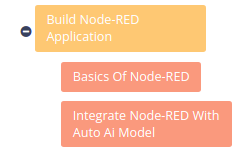 Build Node-RED
Application
Basics Of Node-RED
Integrate Node-RED With
Auto Ai Model